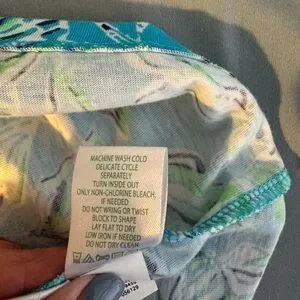 MACHINE WASH COLD
DELICATE CYCLE
SEPARATELY
TURN INSIDE OUT
ONLY NON-CHLORINE BLEACH,
IF NEEDED
DO NOT WRING OR TWIST
BLOCK TO SHAPE
LAY FLAT TO DRY
LOW IRON IF NEEDED
DO NOT DRY CLEAN